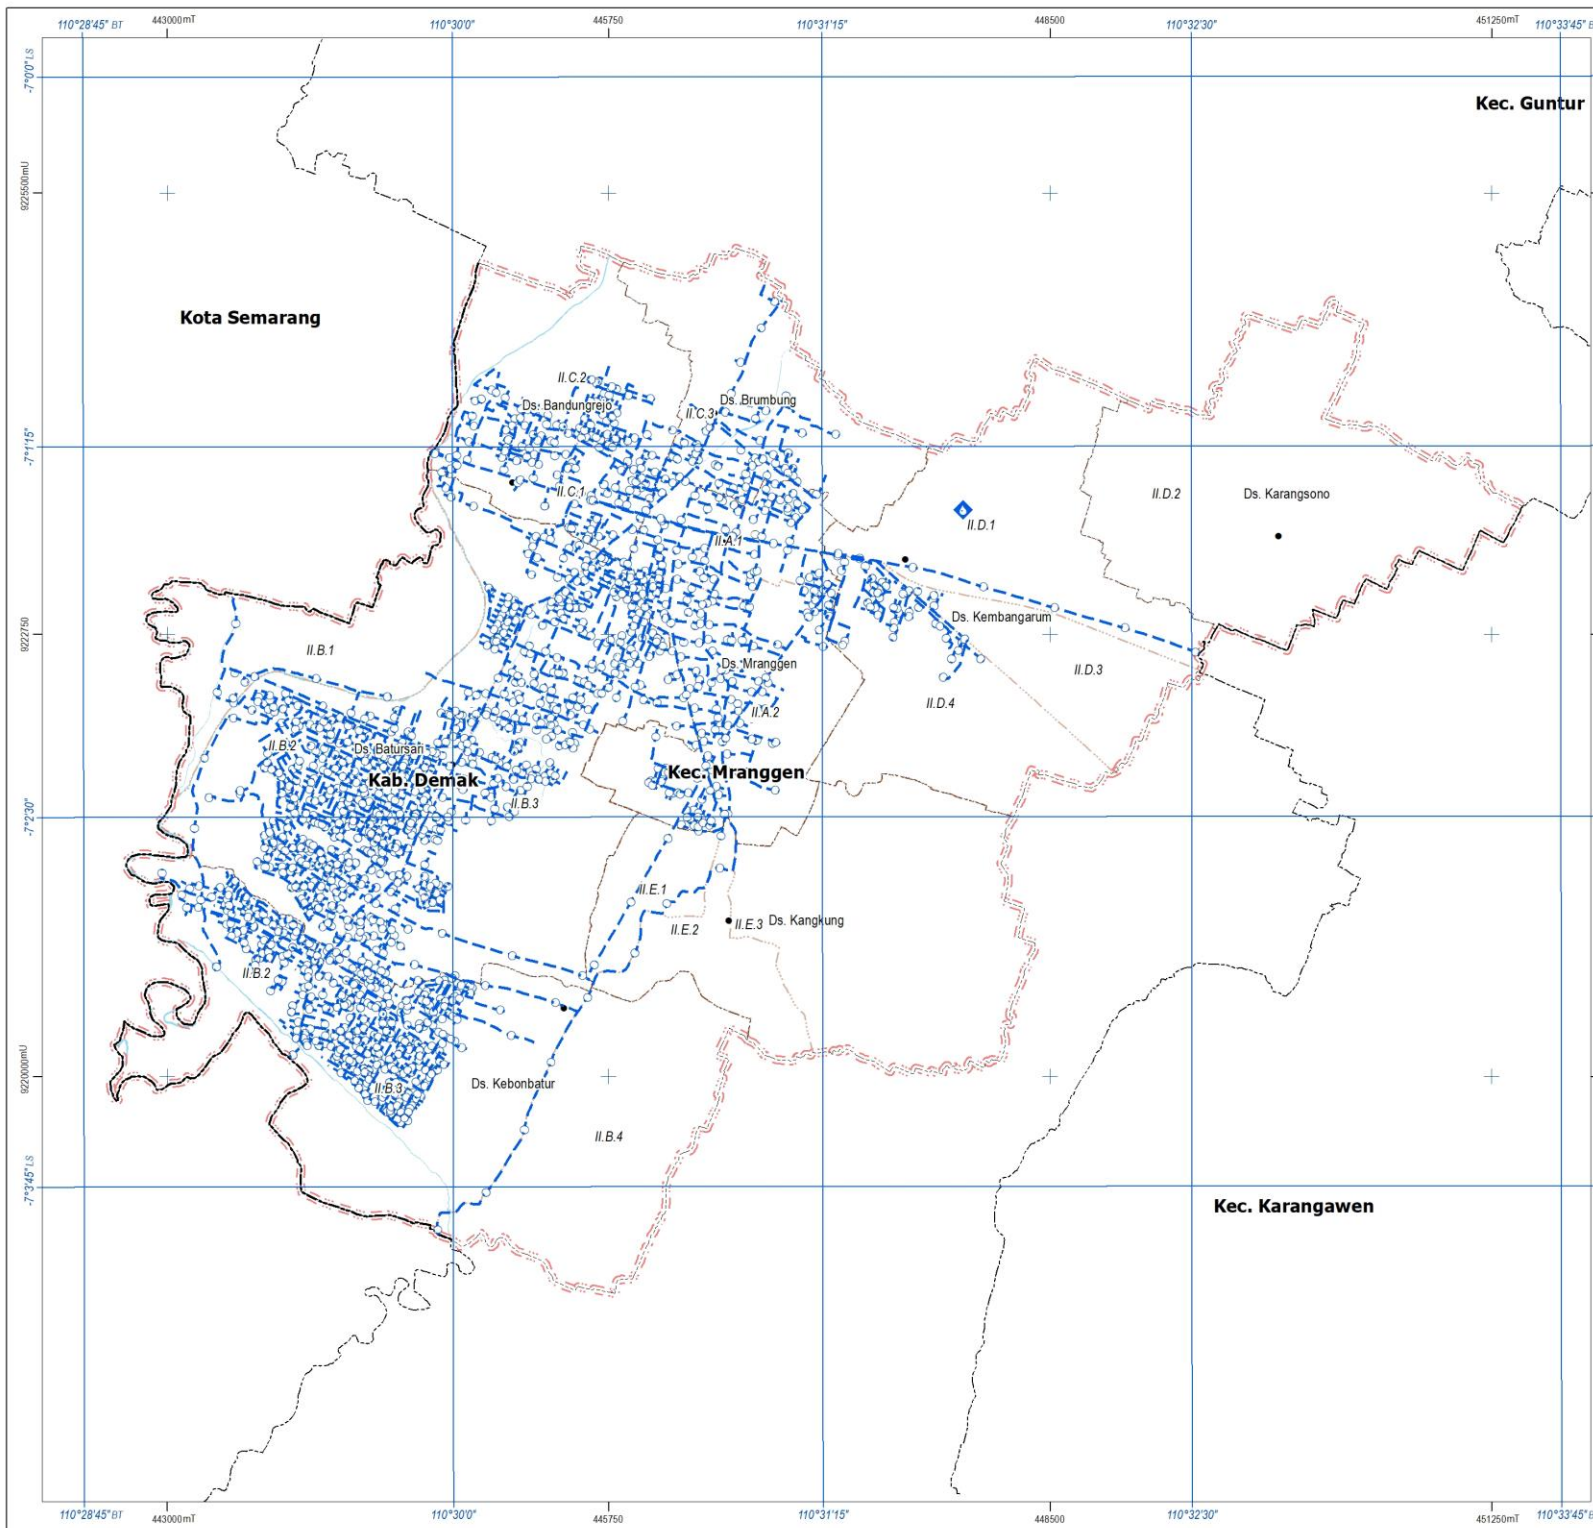 110°28'45" BT
443000mT
110°30'0"
445750
110°31'15"
448500
110°32'30"
451250mT
110°33'45" B
-7°0'0" LS
Kec. Guntur
9225500mU
Kota Semarang
II.C.2
Ds. Bandungrejo
II.C.3
Ds. Brumbung
-7°1'15"
II.C.1
II.D.2
Ds. Karangsono
II.D.1
II.A.1
Ds. Kembangarum
9222750
II.B.1
Ds. Mranggen
II.D.3
II.A.2
II.D.4
II.B.2
Ds. Batursari
Kab. Demak
Kec. Mranggen
II.B.3
-7°2'30"
II.E.1
II.E.2
II.E.3
Ds. Kangkung
II.B.2
9220000mU
II.B.3
Ds. Kebonbatur
II.B.4
-7°3'45" LS
Kec. Karangawen
110°28'45" BT
443000mT
110°30'0"
445750
110°31'15"
448500
110°32'30"
451250mT
110°33'45" B